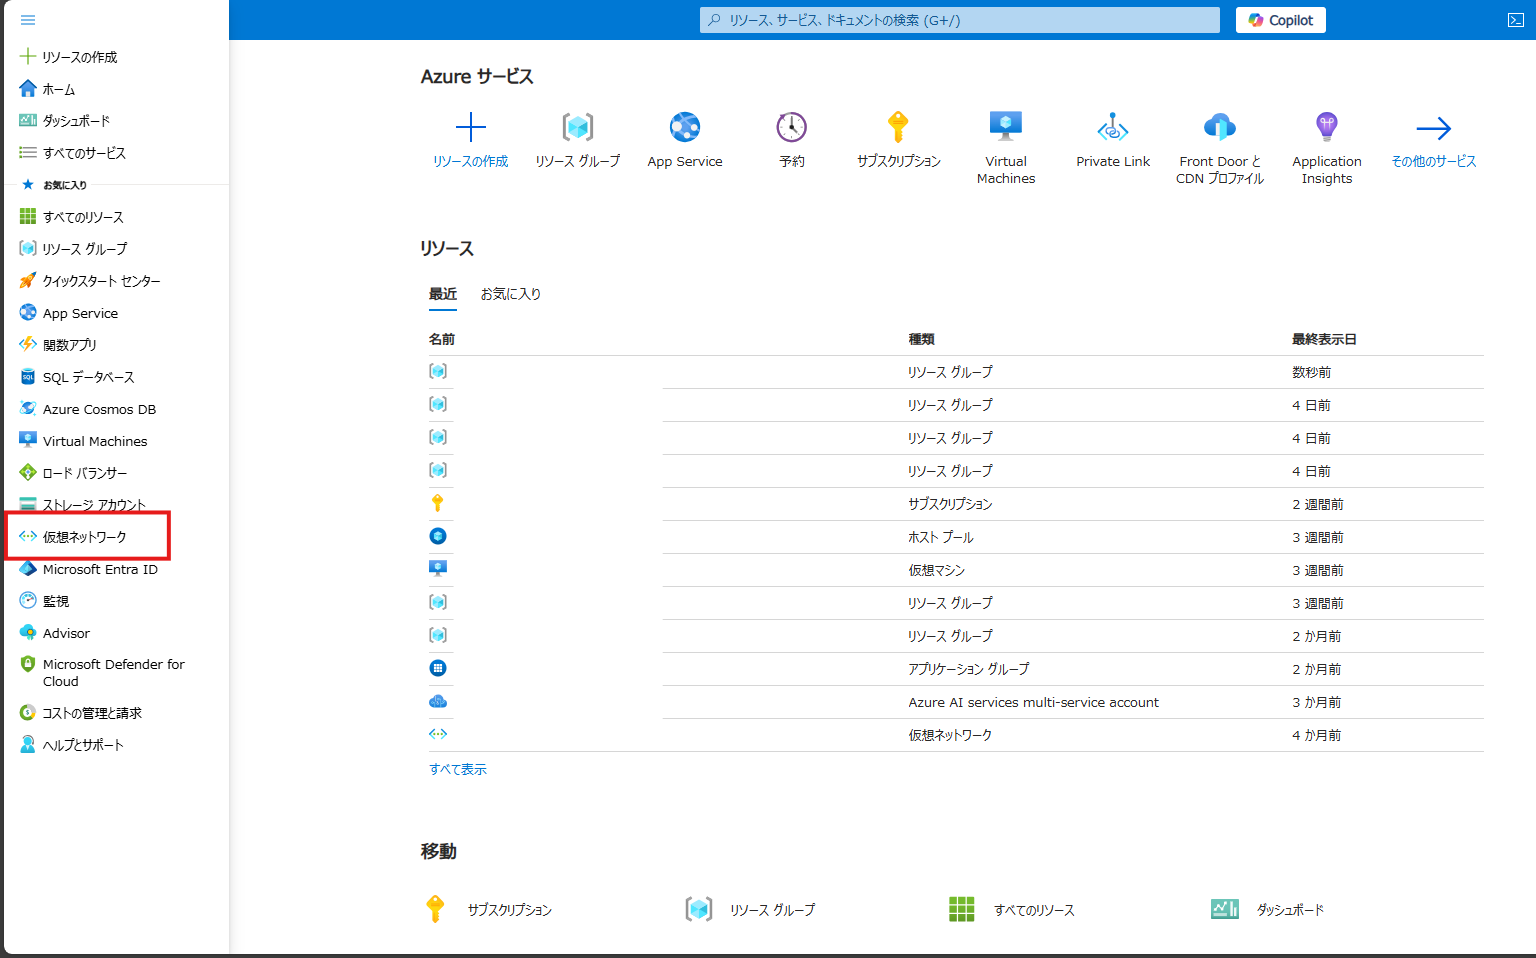 リソース、サービス、ドキュメントの検索 (G+/)
Copilot
リソースの作成
ホーム
ダッシュボード
すべてのサービス
お気に入り
すべてのリソース
リソース グループ
クイックスタート センター
App Service
関数アプリ
SQL データベース
Azure Cosmos DB
Virtual Machines
ロード バランサー
ストレージ アカウント
仮想ネットワーク
Microsoft Entra ID
監視
Advisor
Microsoft Defender for
Cloud
コストの管理と請求
ヘルプとサポート
Azure サービス
リソースの作成
リソース グループ
App Service
予約
サブスクリプション
Virtual
Machines
Private Link
Front Door と
CDN プロファイル
Application
Insights
その他のサービス
リソース
最近 お気に入り
名前 種類 最終表示日
リソース グループ 数秒前
リソース グループ 4 日前
リソース グループ 4 日前
リソース グループ 4 日前
サブスクリプション 2 週間前
ホスト プール 3 週間前
仮想マシン 3 週間前
リソース グループ 3 週間前
リソース グループ 2 か月前
アプリケーション グループ 2 か月前
Azure AI services multi-service account 3 か月前
仮想ネットワーク 4 か月前
すべて表示
移動
サブスクリプション リソース グループ すべてのリソース ダッシュボード